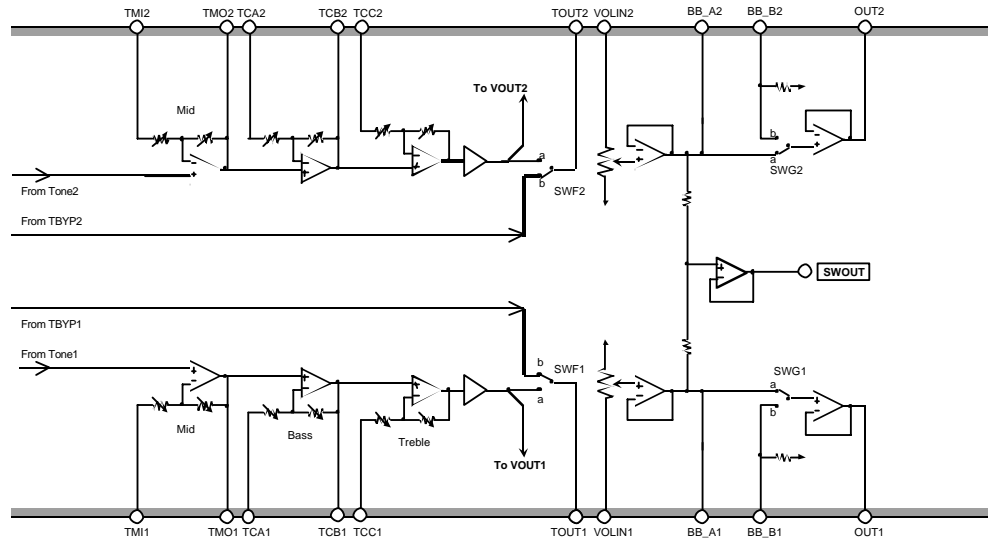 TMI2 TMO2 TCA2 TCB2 TCC2 TOUT2 VOLIN2 BB_A2 BB_B2 OUT2
To VOUT2
Mid
b
a
a
b
SWG2
SWF2
From Tone2
From TBYP2
SWOUT
From TBYP1
From Tone1
b
SWF1
a
SWG1
a
b
Mid
Bass
Treble
To VOUT1
TMI1 TMO1 TCA1 TCB1 TCC1 TOUT1 VOLIN1 BB_A1 BB_B1 OUT1